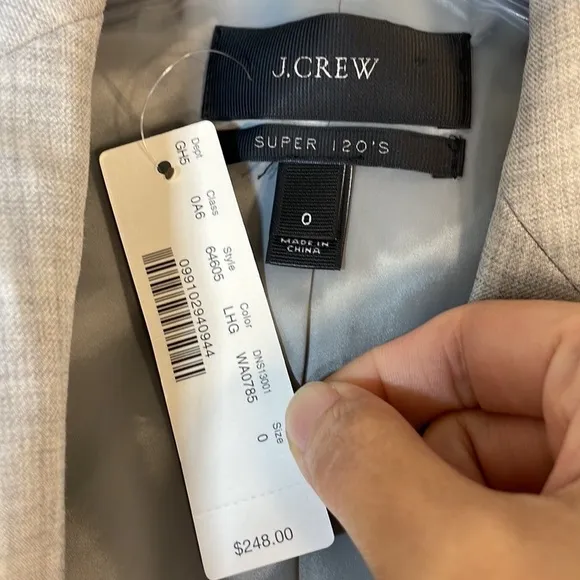 J.CREW
SUPER 120'S
0
MADE IN
CHINA
Dept Class Style Color DNS13001 Size
GH5 0A6 64605 LHG WA0785 0
099102940944
$248.00